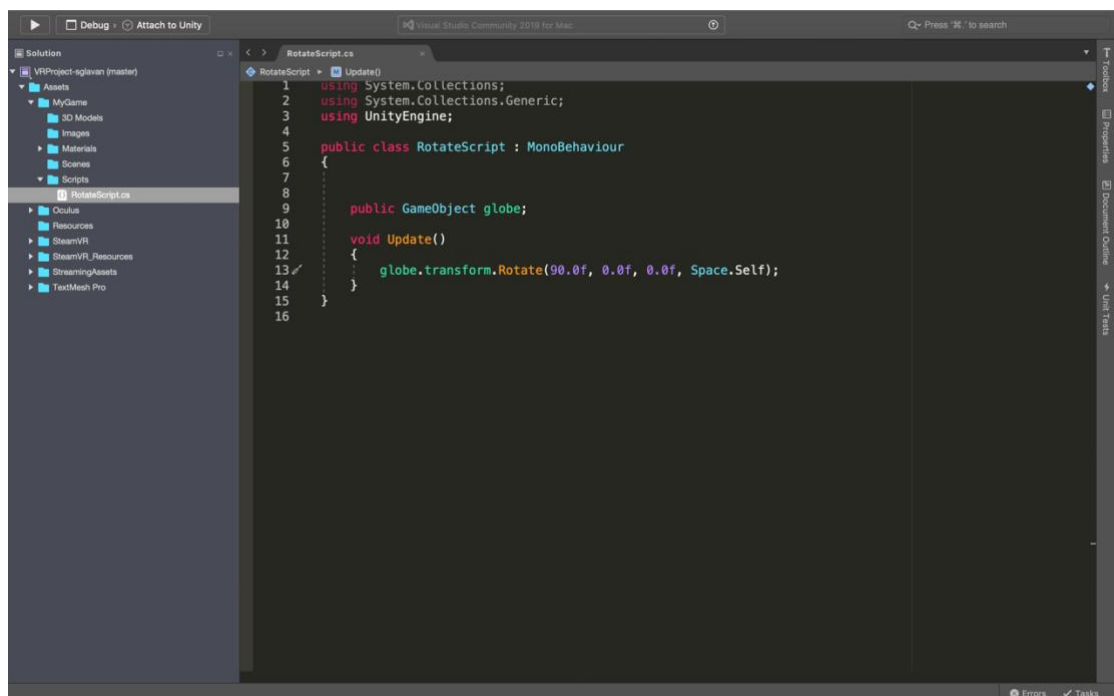 Debug › Attach to Unity
Visual Studio Community 2019 for Mac
Press '⌘.' to search
Solution
VRProject-sglavan (master)
Assets
MyGame
3D Models
Images
Materials
Scenes
Scripts
RotateScript.cs
Oculus
Resources
SteamVR
SteamVR_Resources
StreamingAssets
TextMesh Pro
RotateScript.cs
RotateScript ▸ M Update()
1 using System.Collections;
2 using System.Collections.Generic;
3 using UnityEngine;
4
5 public class RotateScript : MonoBehaviour
6 {
7
8
9 public GameObject globe;
10
11 void Update()
12 {
13 globe.transform.Rotate(90.0f, 0.0f, 0.0f, Space.Self);
14 }
15 }
16
Toolbox
Properties
Document Outline
Unit Tests
Errors
Tasks